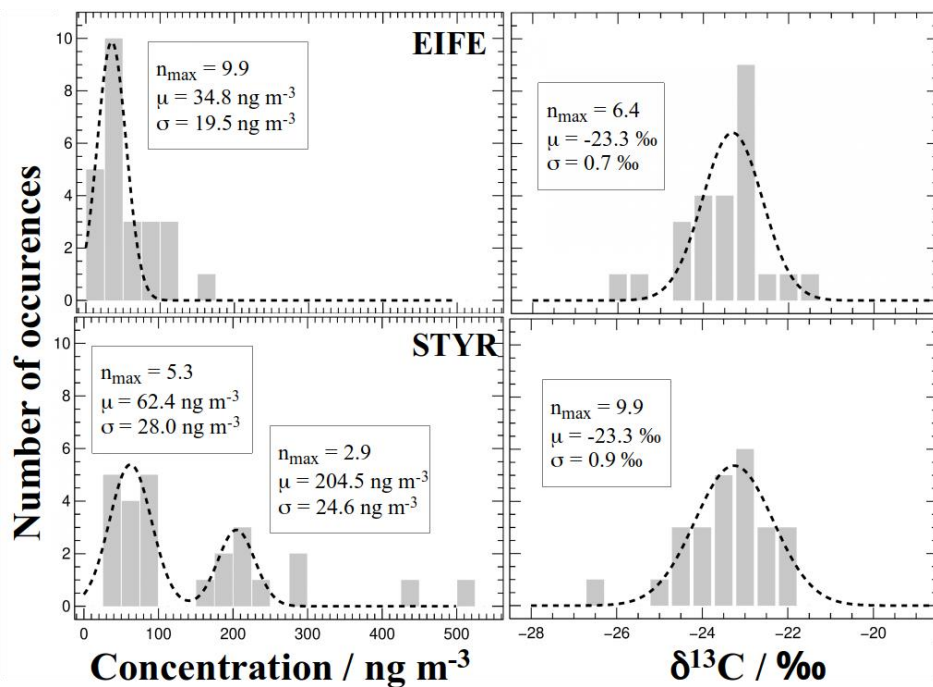 Number of occurences
EIFE
n_max = 9.9
μ = 34.8 ng m-3
σ = 19.5 ng m-3
10
8
6
4
2
0
n_max = 6.4
μ = -23.3 ‰
σ = 0.7 ‰
STYR
n_max = 5.3
μ = 62.4 ng m-3
σ = 28.0 ng m-3
n_max = 2.9
μ = 204.5 ng m-3
σ = 24.6 ng m-3
10
8
6
4
2
0
n_max = 9.9
μ = -23.3 ‰
σ = 0.9 ‰
0 100 200 300 400 500
-28 -26 -24 -22 -20
Concentration / ng m-3
δ13C / ‰